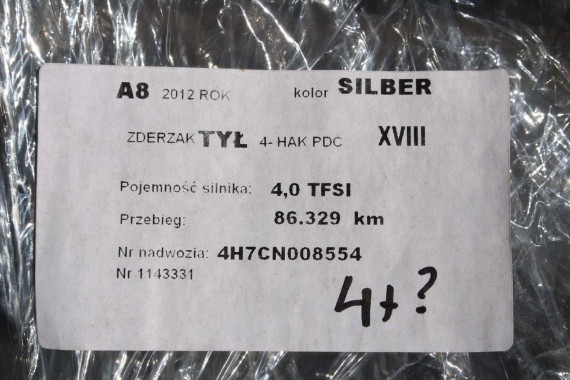 A8 2012 ROK kolor SILBER
ZDERZAK TYŁ 4- HAK PDC XVIII
Pojemność silnika: 4,0 TFSI
Przebieg: 86.329 km
Nr nadwozia: 4H7CN008554
Nr 1143331
4+?